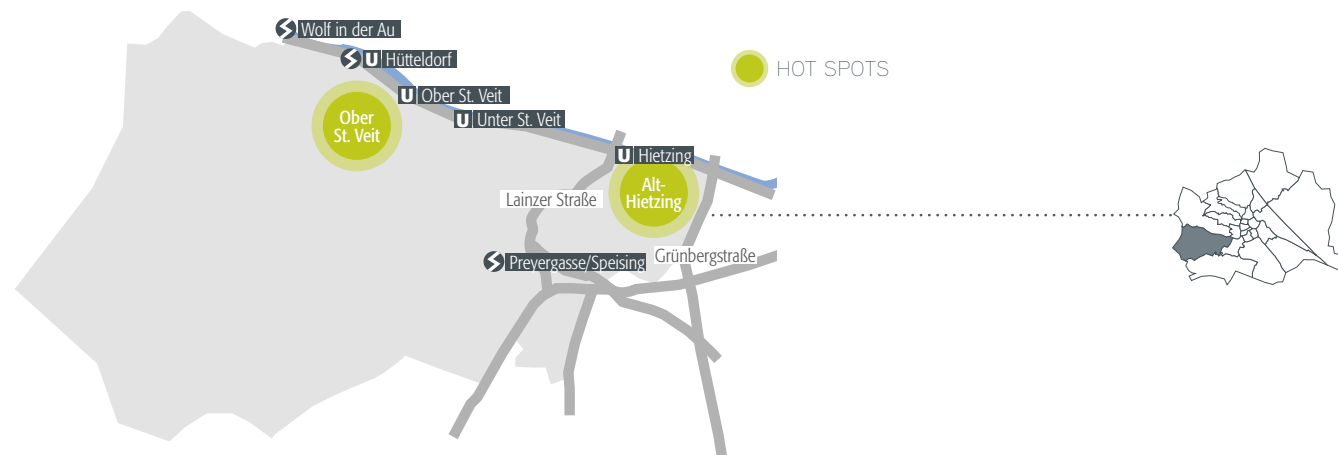 Wolf in der Au
U Hütteldorf
HOT SPOTS
U Ober St. Veit
Ober
St. Veit
U Unter St. Veit
U Hietzing
Alt-
Hietzing
Lainzer Straße
Grünbergstraße
Preyergasse/Speising